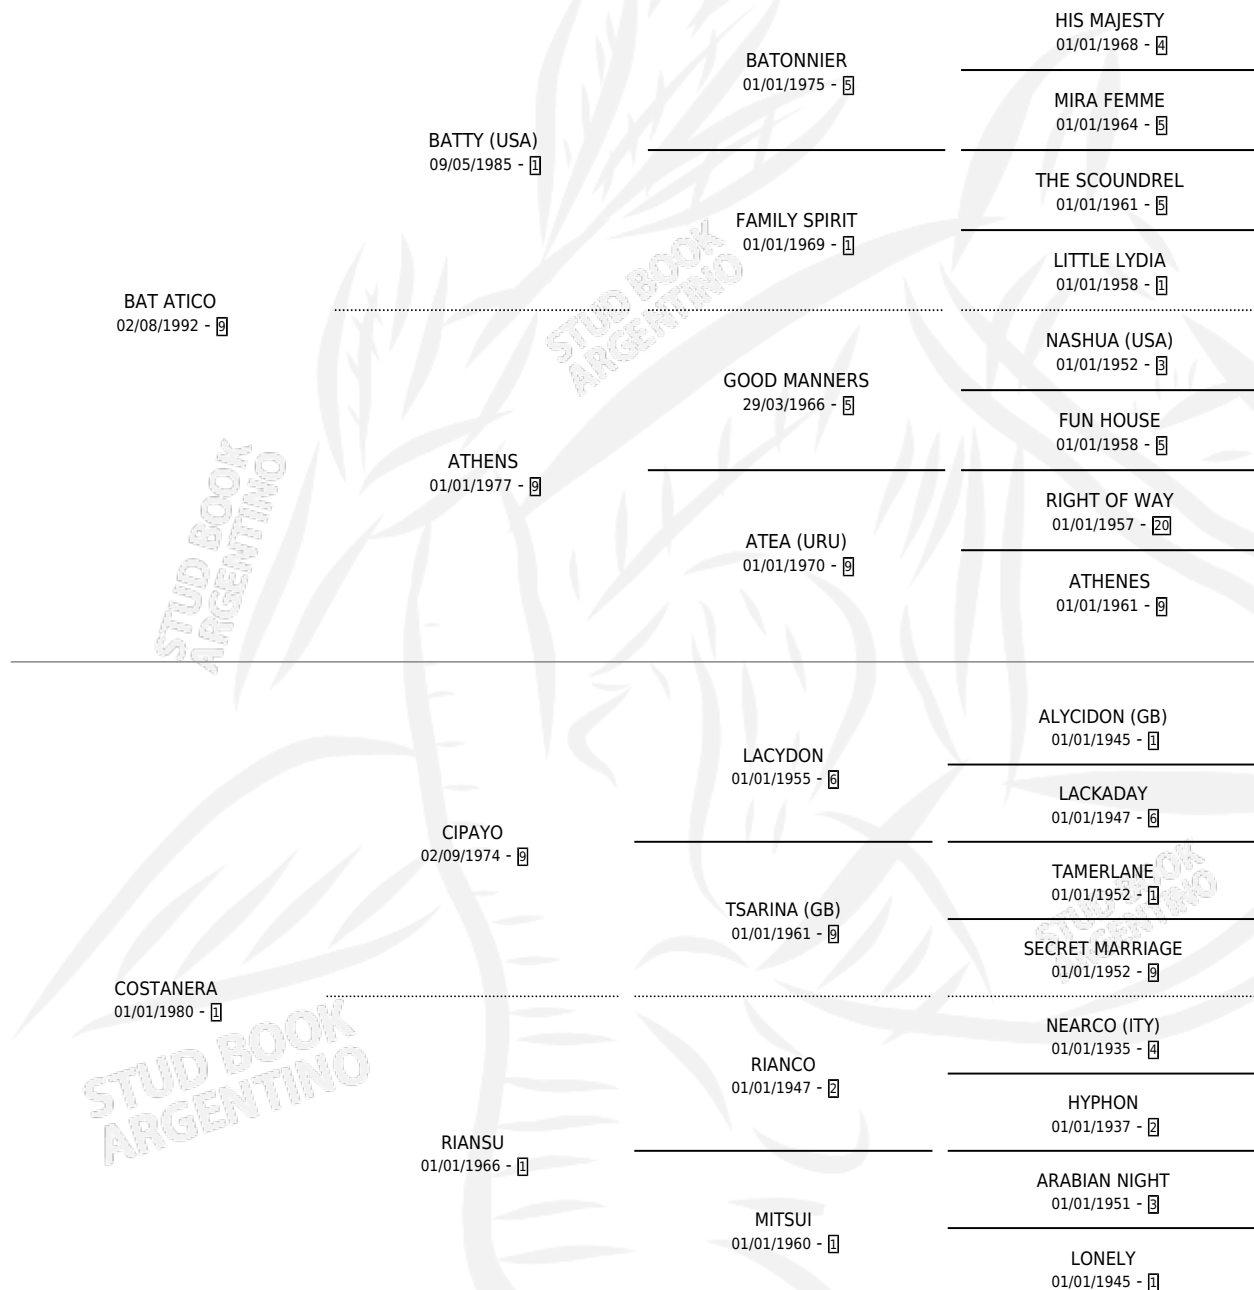 HIS MAJESTY
01/01/1968 - 4
BATONNIER
01/01/1975 - 5
MIRA FEMME
01/01/1964 - 5
BATTY (USA)
09/05/1985 - 1
THE SCOUNDREL
01/01/1961 - 5
FAMILY SPIRIT
01/01/1969 - 1
LITTLE LYDIA
01/01/1958 - 1
BAT ATICO
02/08/1992 - 9
NASHUA (USA)
01/01/1952 - 3
GOOD MANNERS
29/03/1966 - 5
FUN HOUSE
01/01/1958 - 5
ATHENS
01/01/1977 - 9
RIGHT OF WAY
01/01/1957 - 20
ATEA (URU)
01/01/1970 - 9
ATHENES
01/01/1961 - 9
STUD BOOK
ARGENTINO
STUD BOOK
ARGENTINO
ALYCIDON (GB)
01/01/1945 - 1
LACYDON
01/01/1955 - 6
LACKADAY
01/01/1947 - 6
CIPAYO
02/09/1974 - 9
TAMERLANE
01/01/1952 - 1
TSARINA (GB)
01/01/1961 - 9
SECRET MARRIAGE
01/01/1952 - 9
COSTANERA
01/01/1980 - 1
NEARCO (ITY)
01/01/1935 - 4
RIANCO
01/01/1947 - 2
HYPHON
01/01/1937 - 2
RIANSU
01/01/1966 - 1
ARABIAN NIGHT
01/01/1951 - 3
MITSUI
01/01/1960 - 1
LONELY
01/01/1945 - 1
STUD BOOK
ARGENTINO
STUD BOOK
ARGENTINO